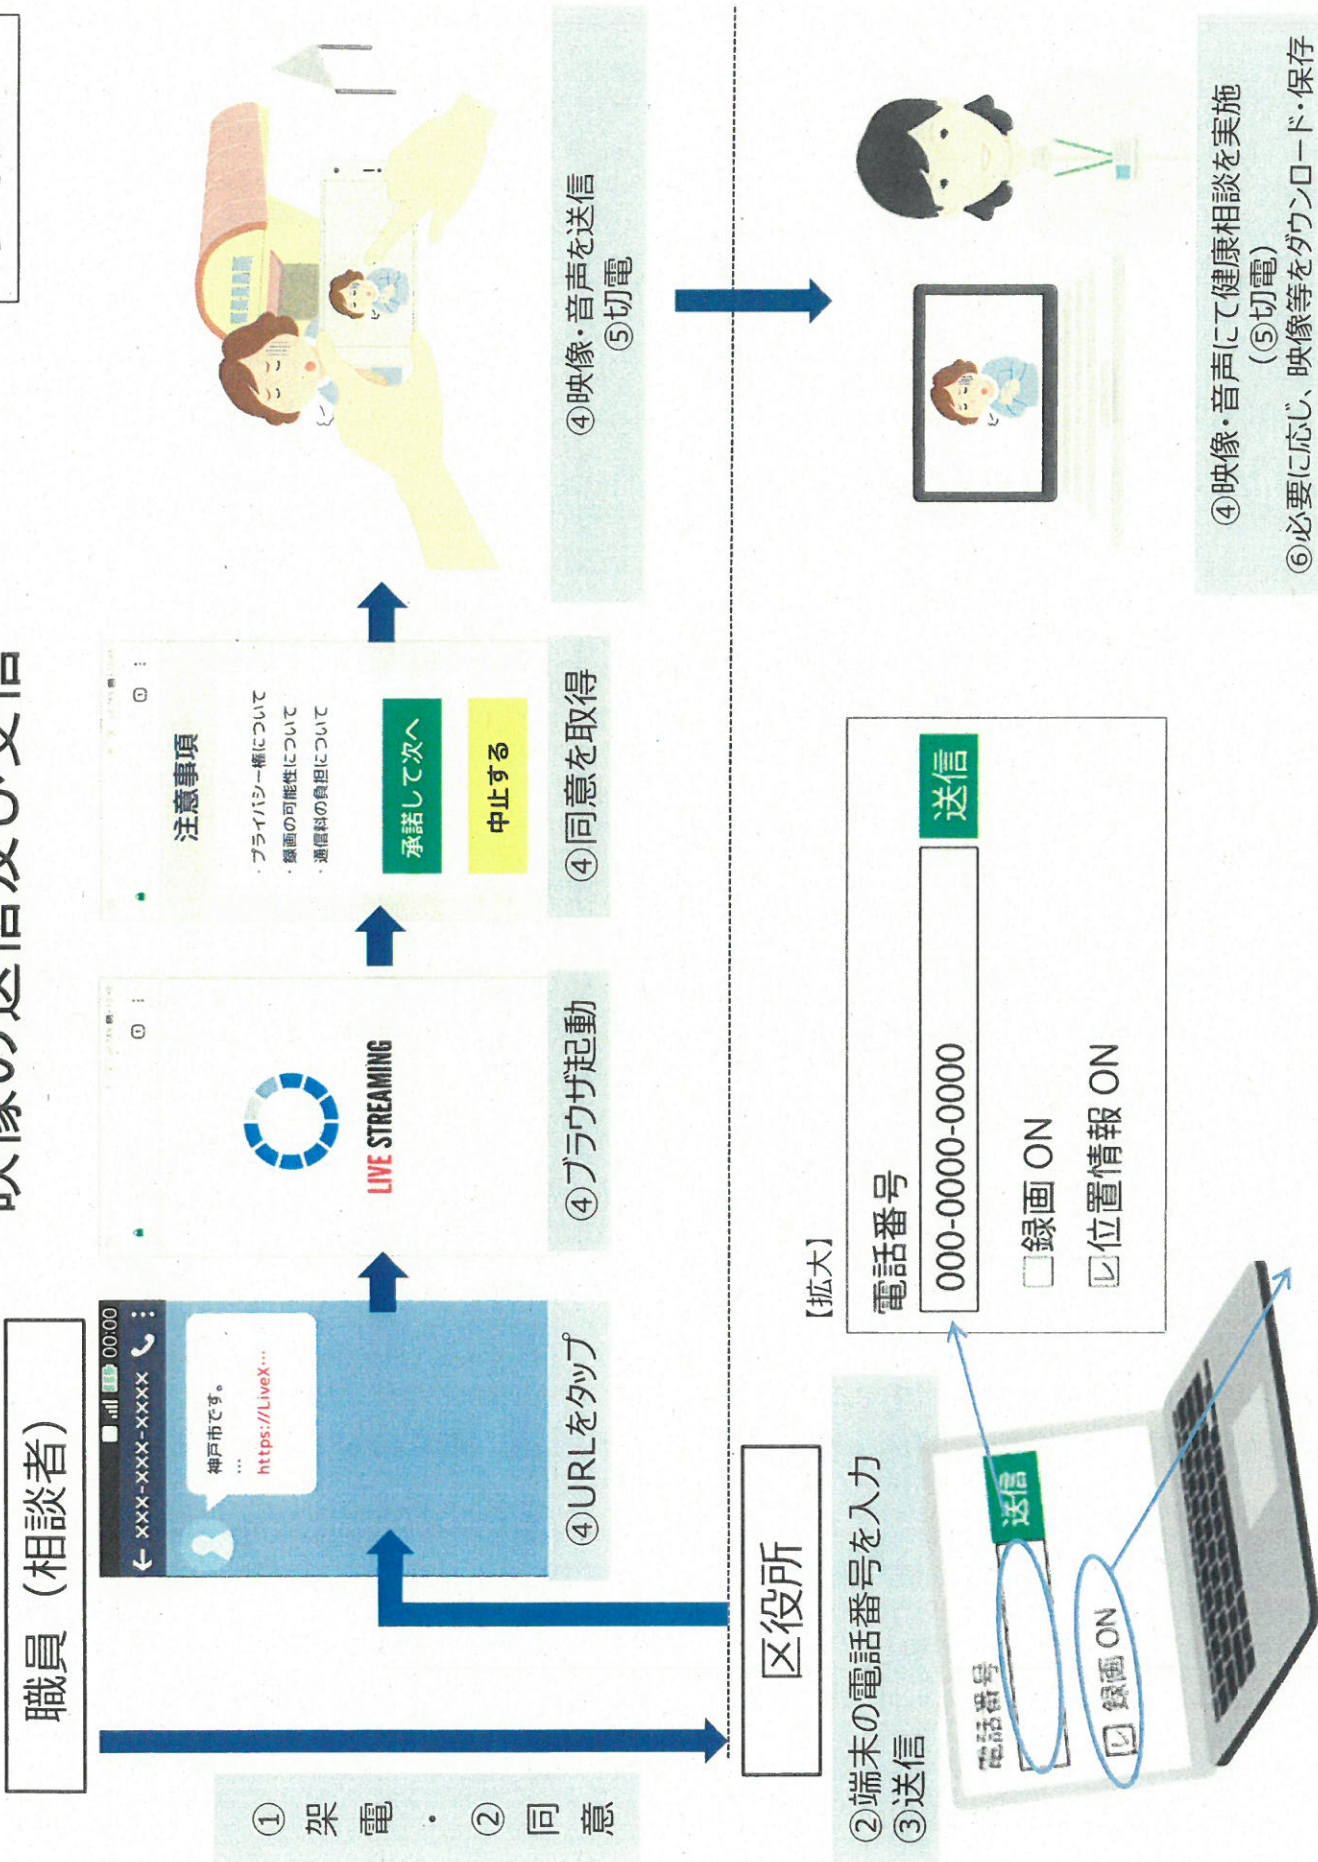 映像の送信及び受信
職員（相談者）
①
架
電
・
②
同
意
00:00
← xxx-xxx-xxx-xxxx
神戸市です。
…
https://LiveX…
④URLをタップ
LIVE STREAMING
④ブラウザ起動
注意事項
・プライバシー権について
・録画の可能性について
・通信料の負担について
承諾して次へ
中止する
④同意を取得
④映像・音声を送信
⑤切電
区役所
②端末の電話番号を入力
③送信
電話番号
送信
レ 録画 ON
【拡大】
電話番号
000-0000-0000
送信
□録画 ON
レ位置情報 ON
④映像・音声にて健康相談を実施
（⑤切電）
⑥必要に応じ、映像等をダウンロード・保存